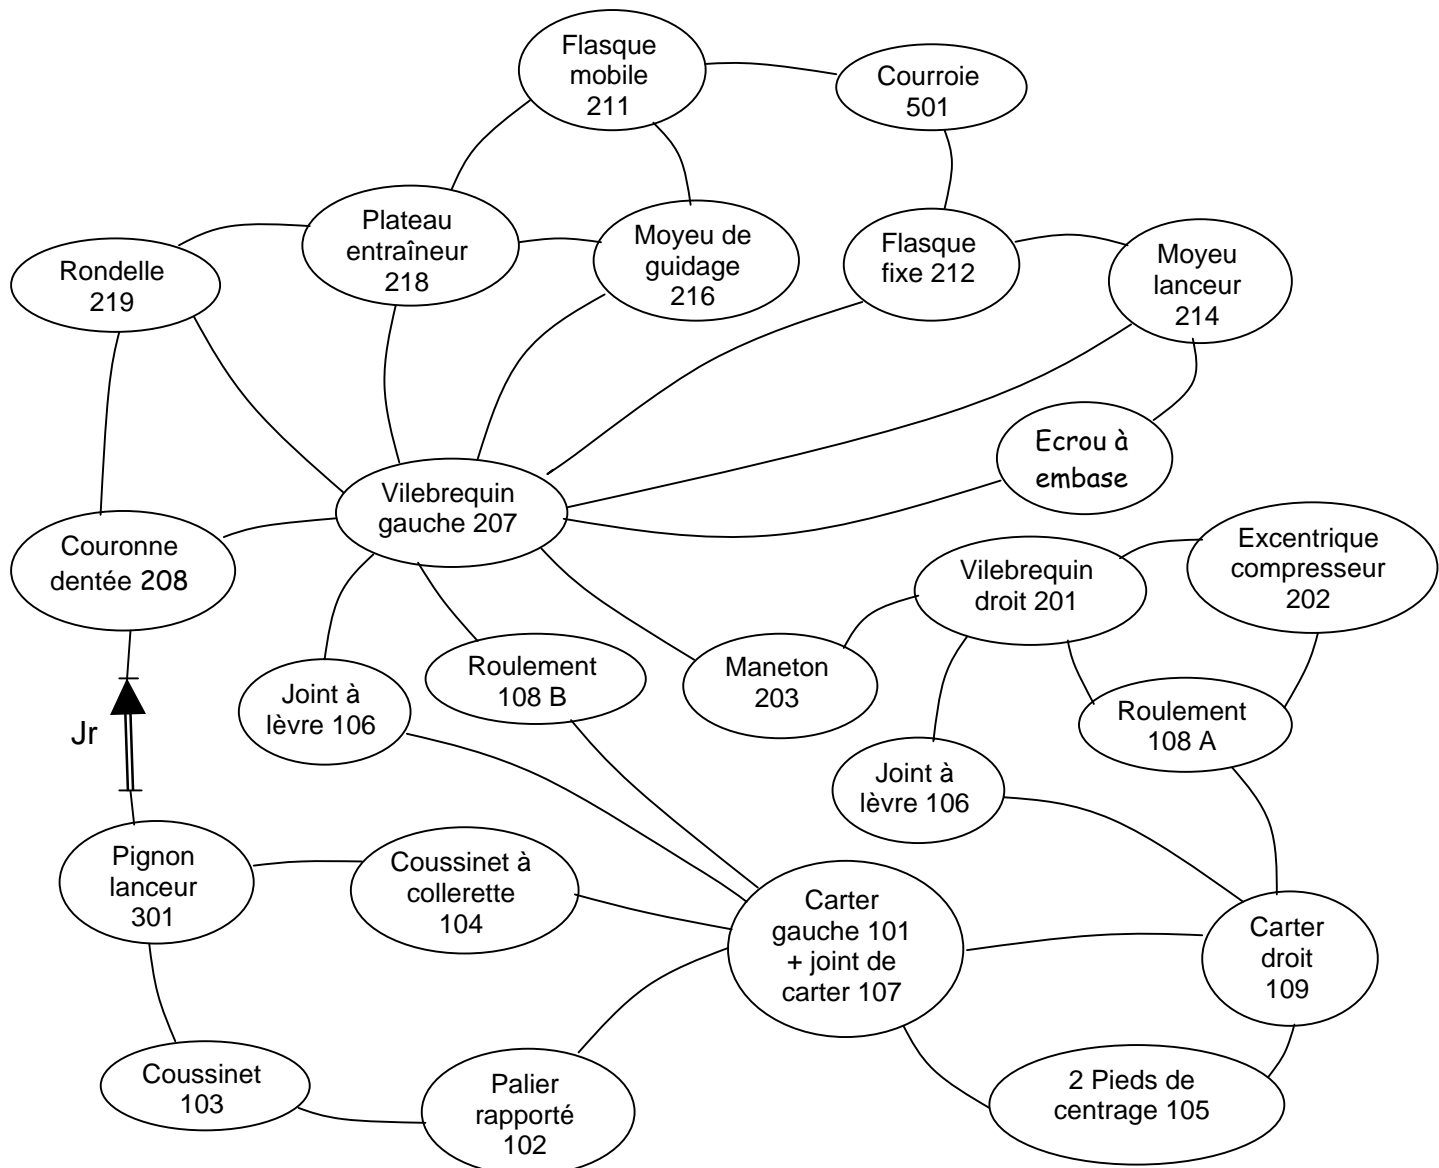 Flasque
mobile
211
Courroie
501
Plateau
entraîneur
218
Moyeu de
guidage
216
Flasque
fixe 212
Moyeu
lanceur
214
Rondelle
219
Ecrou à
embase
Vilebrequin
gauche 207
Couronne
dentée 208
Vilebrequin
droit 201
Excentrique
compresseur
202
Joint à
lèvre 106
Roulement
108 B
Maneton
203
Roulement
108 A
Jr
Joint à
lèvre 106
Pignon
lanceur
301
Coussinet à
collerette
104
Carter
gauche 101
+ joint de
carter 107
Carter
droit
109
Coussinet
103
Palier
rapporté
102
2 Pieds de
centrage 105